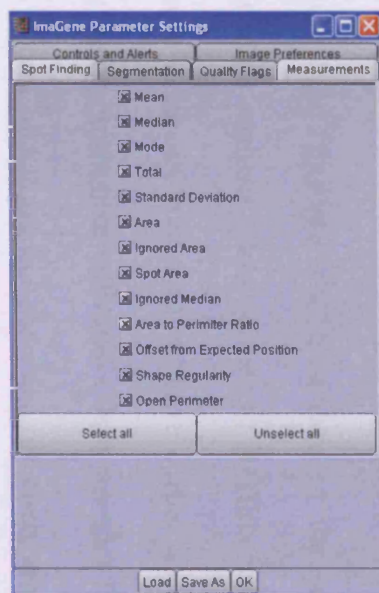 ImaGene Parameter Settings
Controls and Alerts Image Preferences
Spot Finding Segmentation Quality Flags Measurements
Mean
Median
Mode
Total
Standard Deviation
Area
Ignored Area
Spot Area
Ignored Median
Area to Perimiter Ratio
Offset from Expected Position
Shape Regularity
Open Perimeter
Select all Unselect all
Load Save As OK